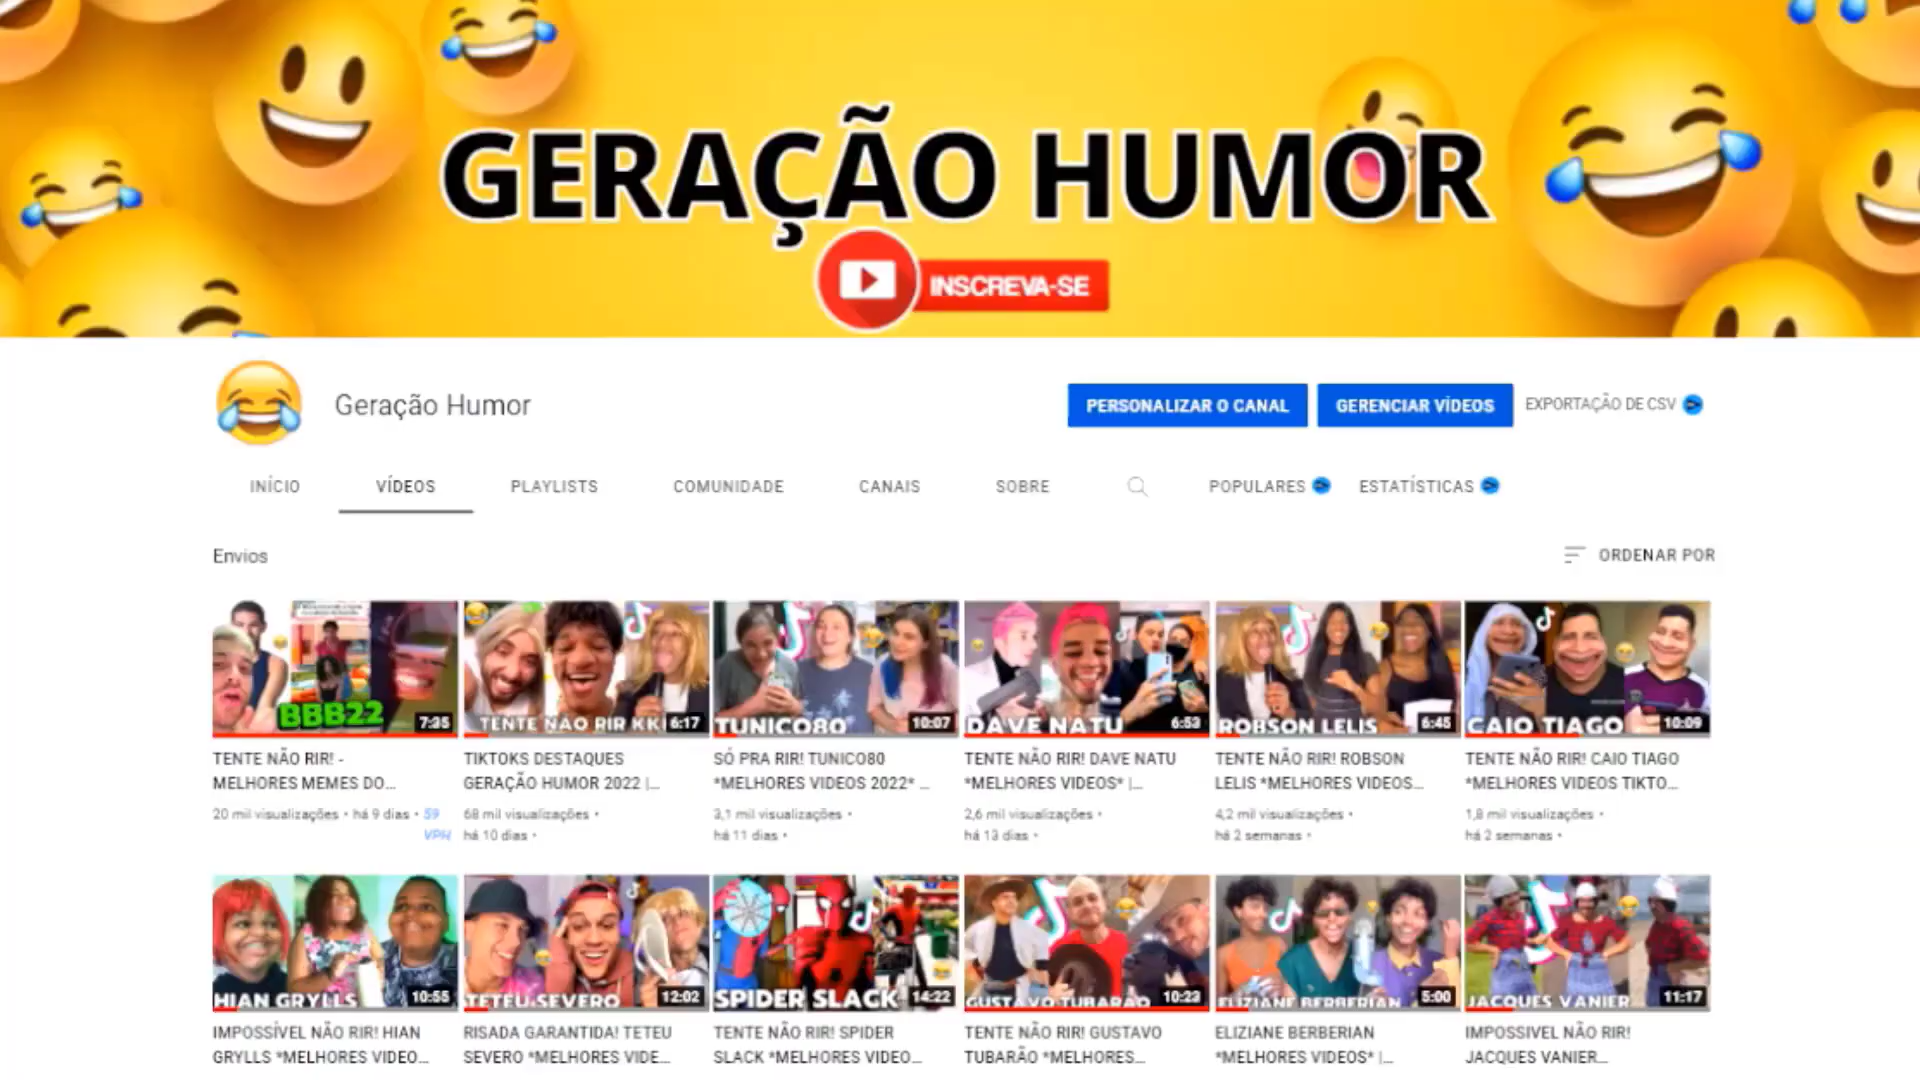 GERAÇÃO HUMOR
INSCREVA-SE
Geração Humor
PERSONALIZAR O CANAL
GERENCIAR VÍDEOS
EXPORTAÇÃO DE CSV
INÍCIO
VÍDEOS
PLAYLISTS
COMUNIDADE
CANAIS
SOBRE
POPULARES
ESTATÍSTICAS
Envios
ORDENAR POR
BBB22
7:35
TENTE NÃO RIR KK
6:17
TUNICO80
10:07
DAVE NATU
6:53
ROBSON LELIS
6:45
CAIO TIAGO
10:09
TENTE NÃO RIR! -
MELHORES MEMES DO...
20 mil visualizações • há 9 dias • 59
VPH
TIKTOKS DESTAQUES
GERAÇÃO HUMOR 2022 |...
68 mil visualizações •
há 10 dias •
SÓ PRA RIR! TUNICO80
*MELHORES VIDEOS 2022* ...
3,1 mil visualizações •
há 11 dias •
TENTE NÃO RIR! DAVE NATU
*MELHORES VIDEOS* |...
2,6 mil visualizações •
há 13 dias •
TENTE NÃO RIR! ROBSON
LELIS *MELHORES VIDEOS...
4,2 mil visualizações •
há 2 semanas •
TENTE NÃO RIR! CAIO TIAGO
*MELHORES VIDEOS TIKTO...
1,8 mil visualizações •
há 2 semanas •
HIAN GRYLLS
10:55
TETEU SEVERO
12:02
SPIDER SLACK
14:22
GUSTAVO TUBARÃO
10:23
ELIZIANE BERBERIAN
5:00
JACQUES VANIER
11:17
IMPOSSÍVEL NÃO RIR! HIAN
GRYLLS *MELHORES VIDEO...
RISADA GARANTIDA! TETEU
SEVERO *MELHORES VIDE...
TENTE NÃO RIR! SPIDER
SLACK *MELHORES VIDEO...
TENTE NÃO RIR! GUSTAVO
TUBARÃO *MELHORES...
ELIZIANE BERBERIAN
*MELHORES VIDEOS* |...
IMPOSSIVEL NÃO RIR!
JACQUES VANIER...